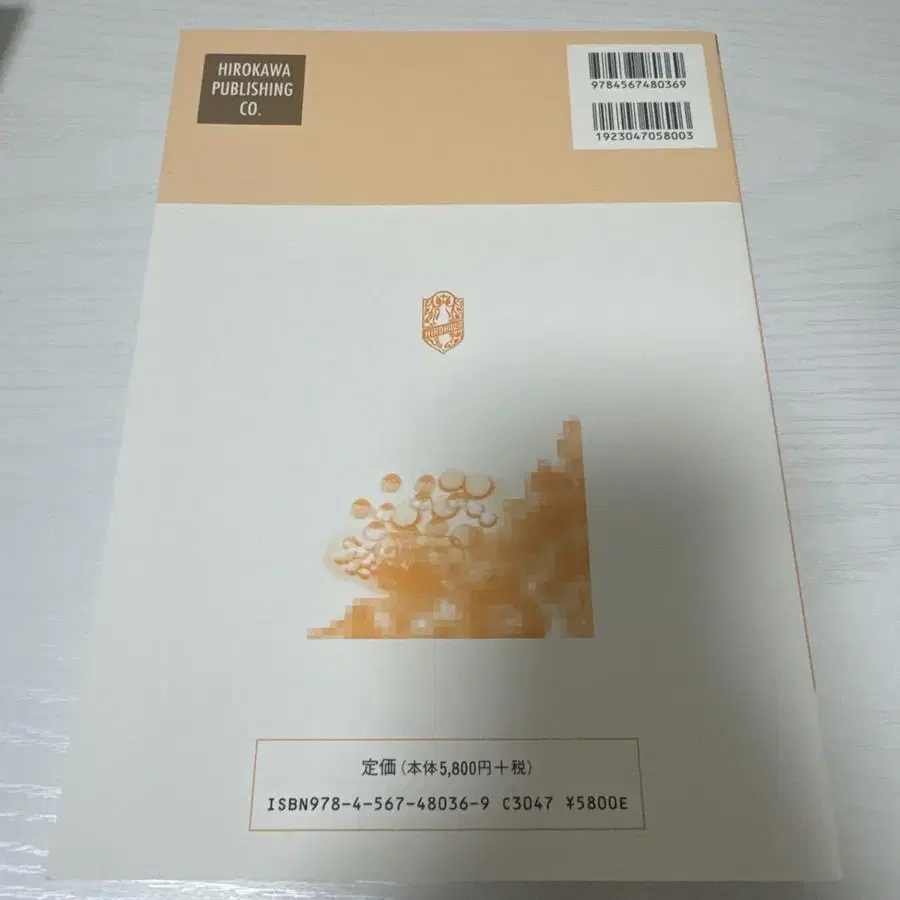 HIROKAWA
PUBLISHING
CO.
9784567480369
1923047058003
HIROKAWA
定価(本体5,800円+税)
ISBN978-4-567-48036-9 C3047 ¥5800E